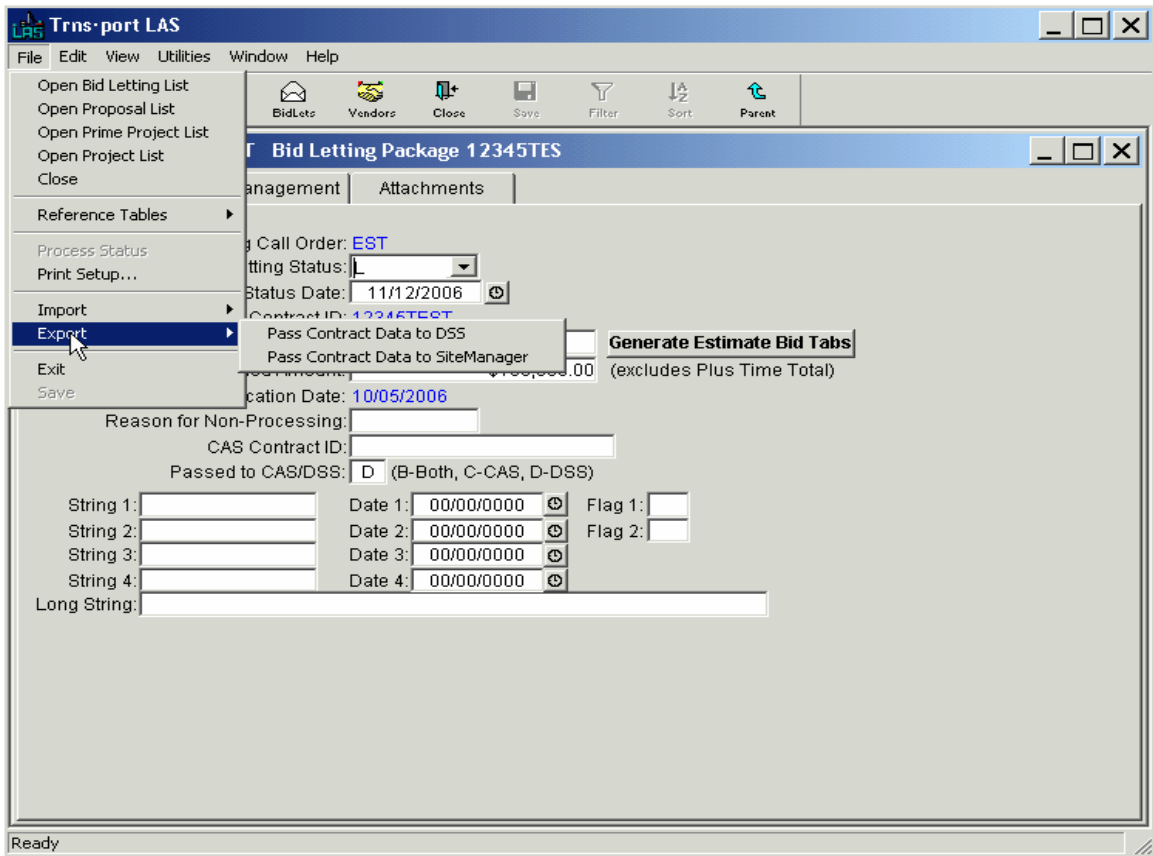 LAS Trns·port LAS
File Edit View Utilities Window Help
Open Bid Letting List
Open Proposal List
Open Prime Project List
Open Project List
Close
Reference Tables
Process Status
Print Setup...
Import
Export
Exit
Save
Pass Contract Data to DSS
Pass Contract Data to SiteManager
BidLets Vendors Close Save Filter Sort Parent
T Bid Letting Package 12345TES
anagement Attachments
Call Order: EST
tting Status: L
Status Date: 11/12/2006
Contract ID: 12345TEST
Generate Estimate Bid Tabs
Amount: .00 (excludes Plus Time Total)
cation Date: 10/05/2006
Reason for Non-Processing:
CAS Contract ID:
Passed to CAS/DSS: D (B-Both, C-CAS, D-DSS)
String 1: Date 1: 00/00/0000 Flag 1:
String 2: Date 2: 00/00/0000 Flag 2:
String 3: Date 3: 00/00/0000
String 4: Date 4: 00/00/0000
Long String:
Ready